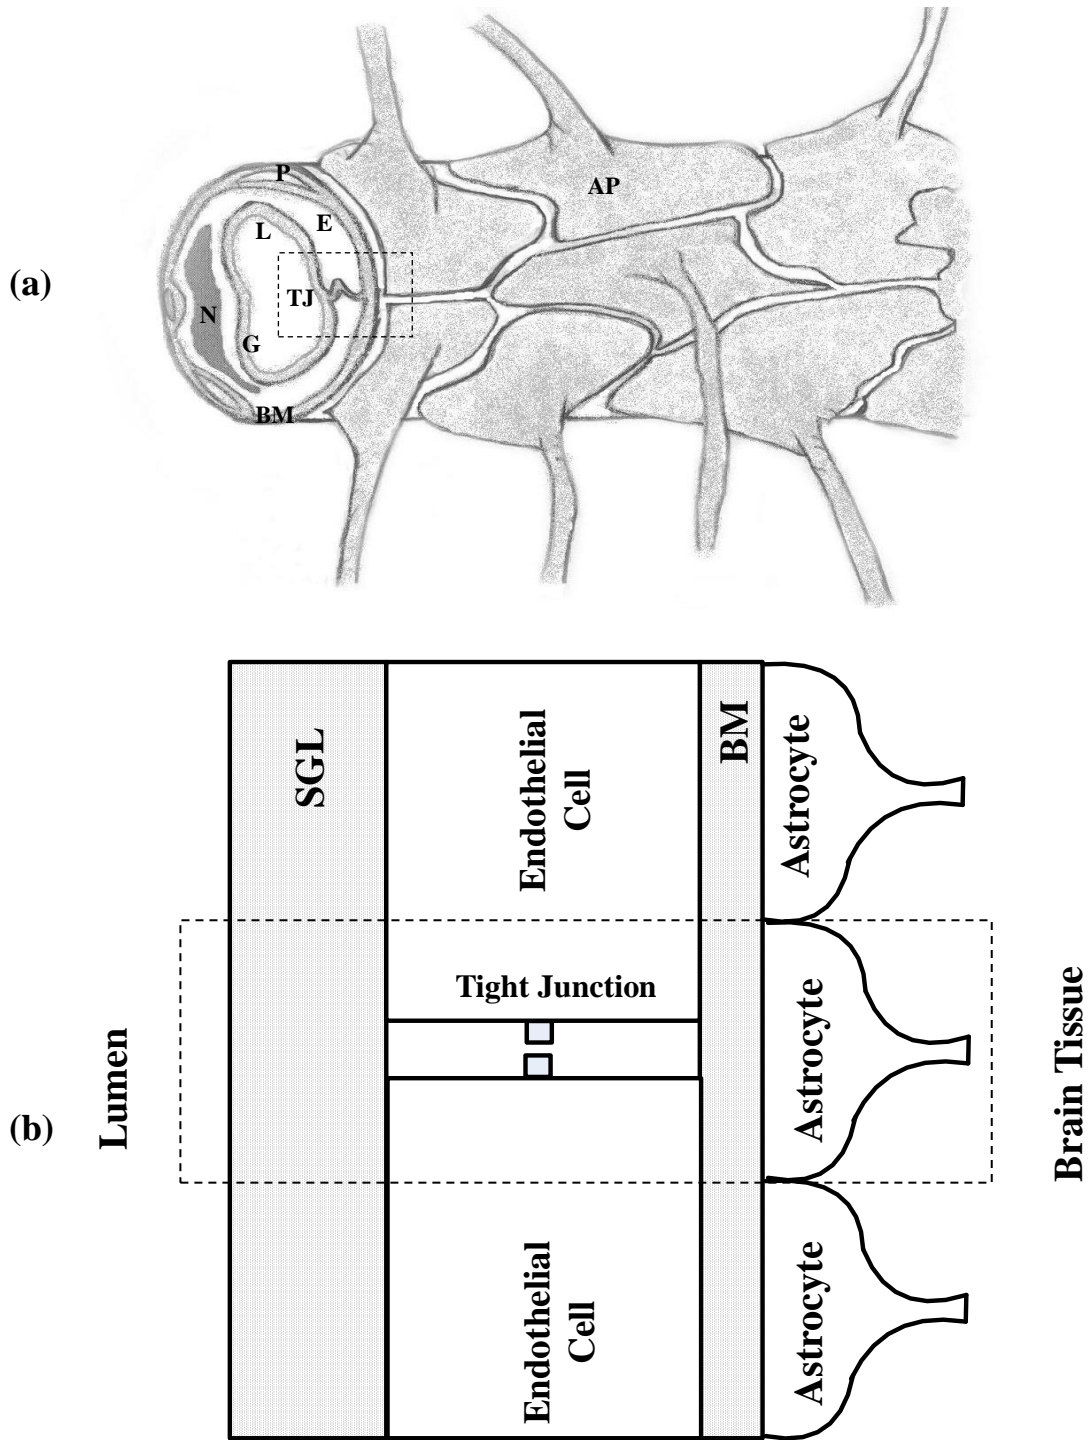 (a)
P
AP
E
L
TJ
N
G
BM
(b)
Lumen
SGL
Endothelial
Cell
BM
Astrocyte
Tight Junction
Astrocyte
Brain Tissue
Endothelial
Cell
Astrocyte